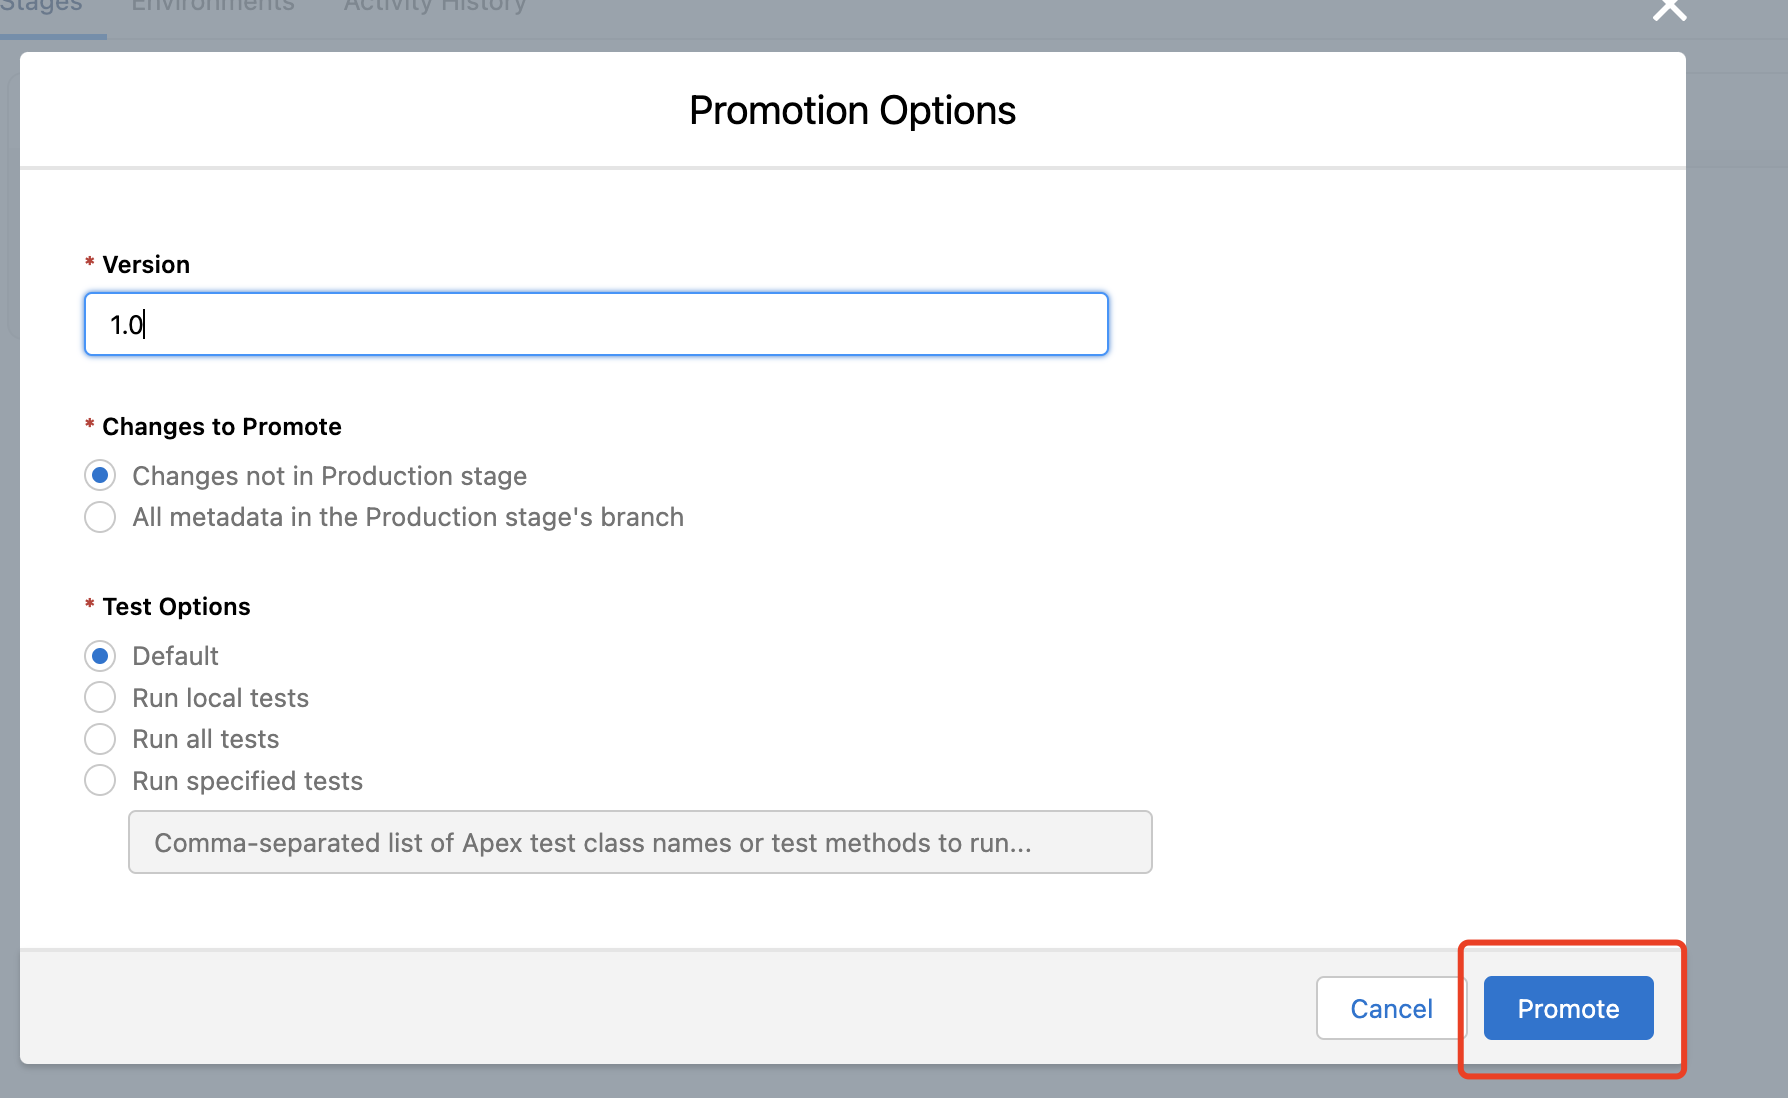 Stages Environments Activity History
Promotion Options
* Version
1.0
* Changes to Promote
Changes not in Production stage
All metadata in the Production stage's branch
* Test Options
Default
Run local tests
Run all tests
Run specified tests
Comma-separated list of Apex test class names or test methods to run...
Cancel Promote